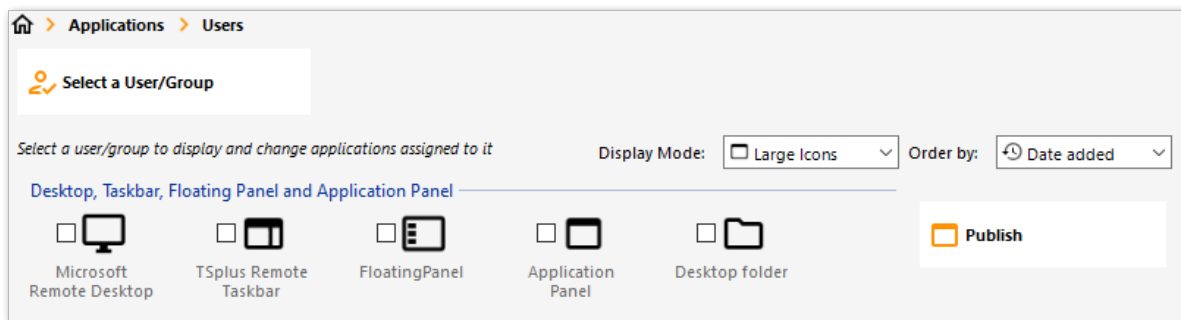 Applications Users
Select a User/Group
Select a user/group to display and change applications assigned to it
Display Mode: Large Icons Order by: Date added
Desktop, Taskbar, Floating Panel and Application Panel
Publish
Microsoft
Remote Desktop
TSplus Remote
Taskbar
FloatingPanel
Application
Panel
Desktop folder